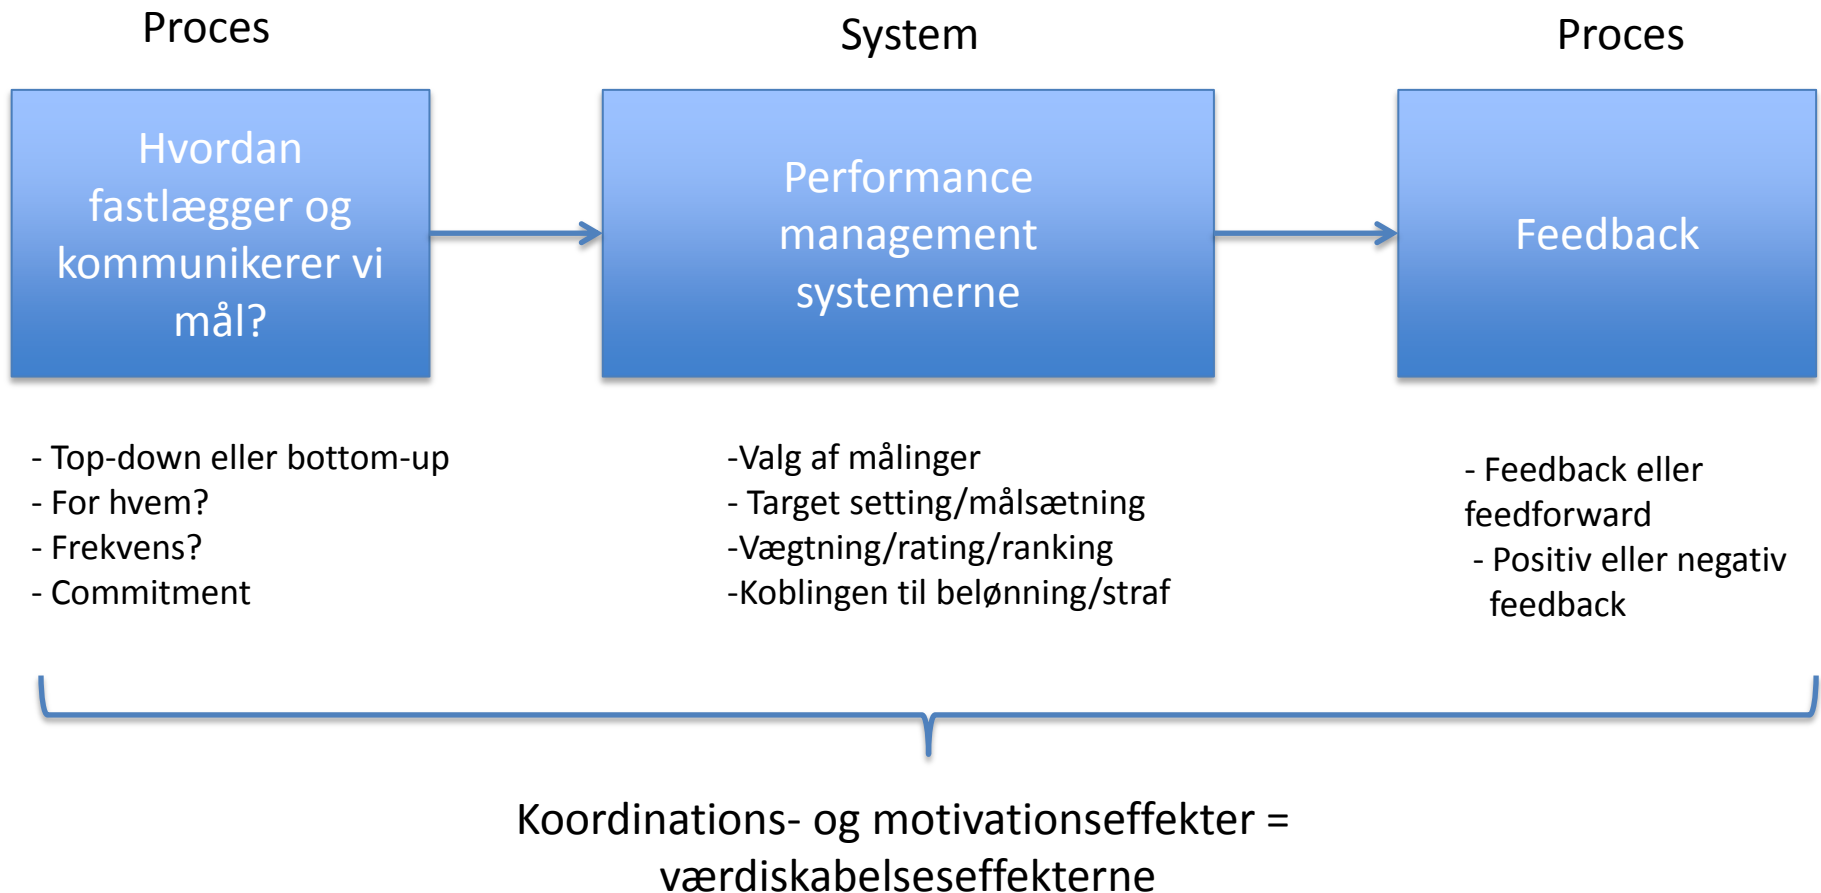 Proces
Hvordan
fastlægger og
kommunikerer vi
mål?
- Top-down eller bottom-up
- For hvem?
- Frekvens?
- Commitment
System
Performance
management
systemerne
-Valg af målinger
- Target setting/målsætning
-Vægtning/rating/ranking
-Koblingen til belønning/straf
Proces
Feedback
- Feedback eller
feedforward
- Positiv eller negativ
feedback
Koordinations- og motivationseffekter =
værdiskabelseseffekterne